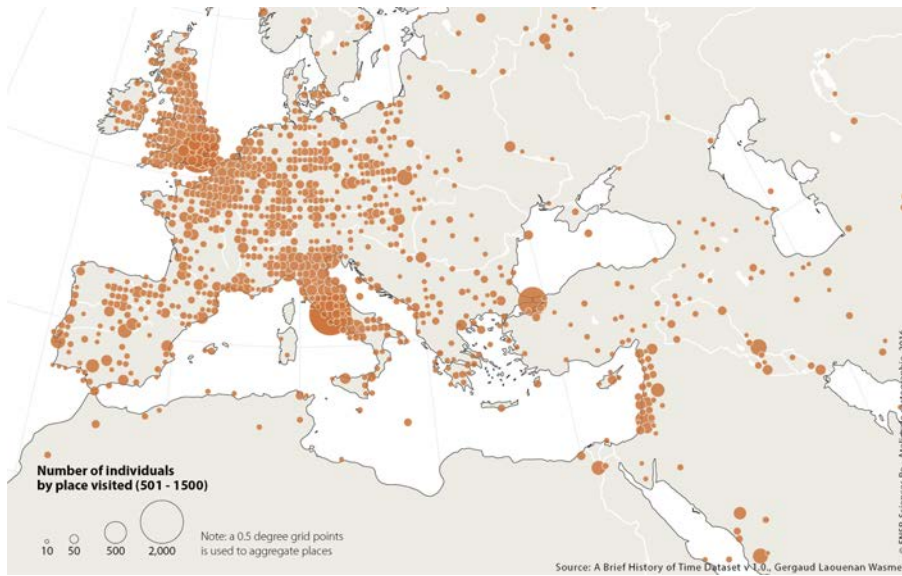 Number of individuals
by place visited (501 - 1500)
10
50
500
2,000
Note: a 0.5 degree grid points
is used to aggregate places
Source: A Brief History of Time Dataset v 1.0., Gergaud Laouenan Wasme